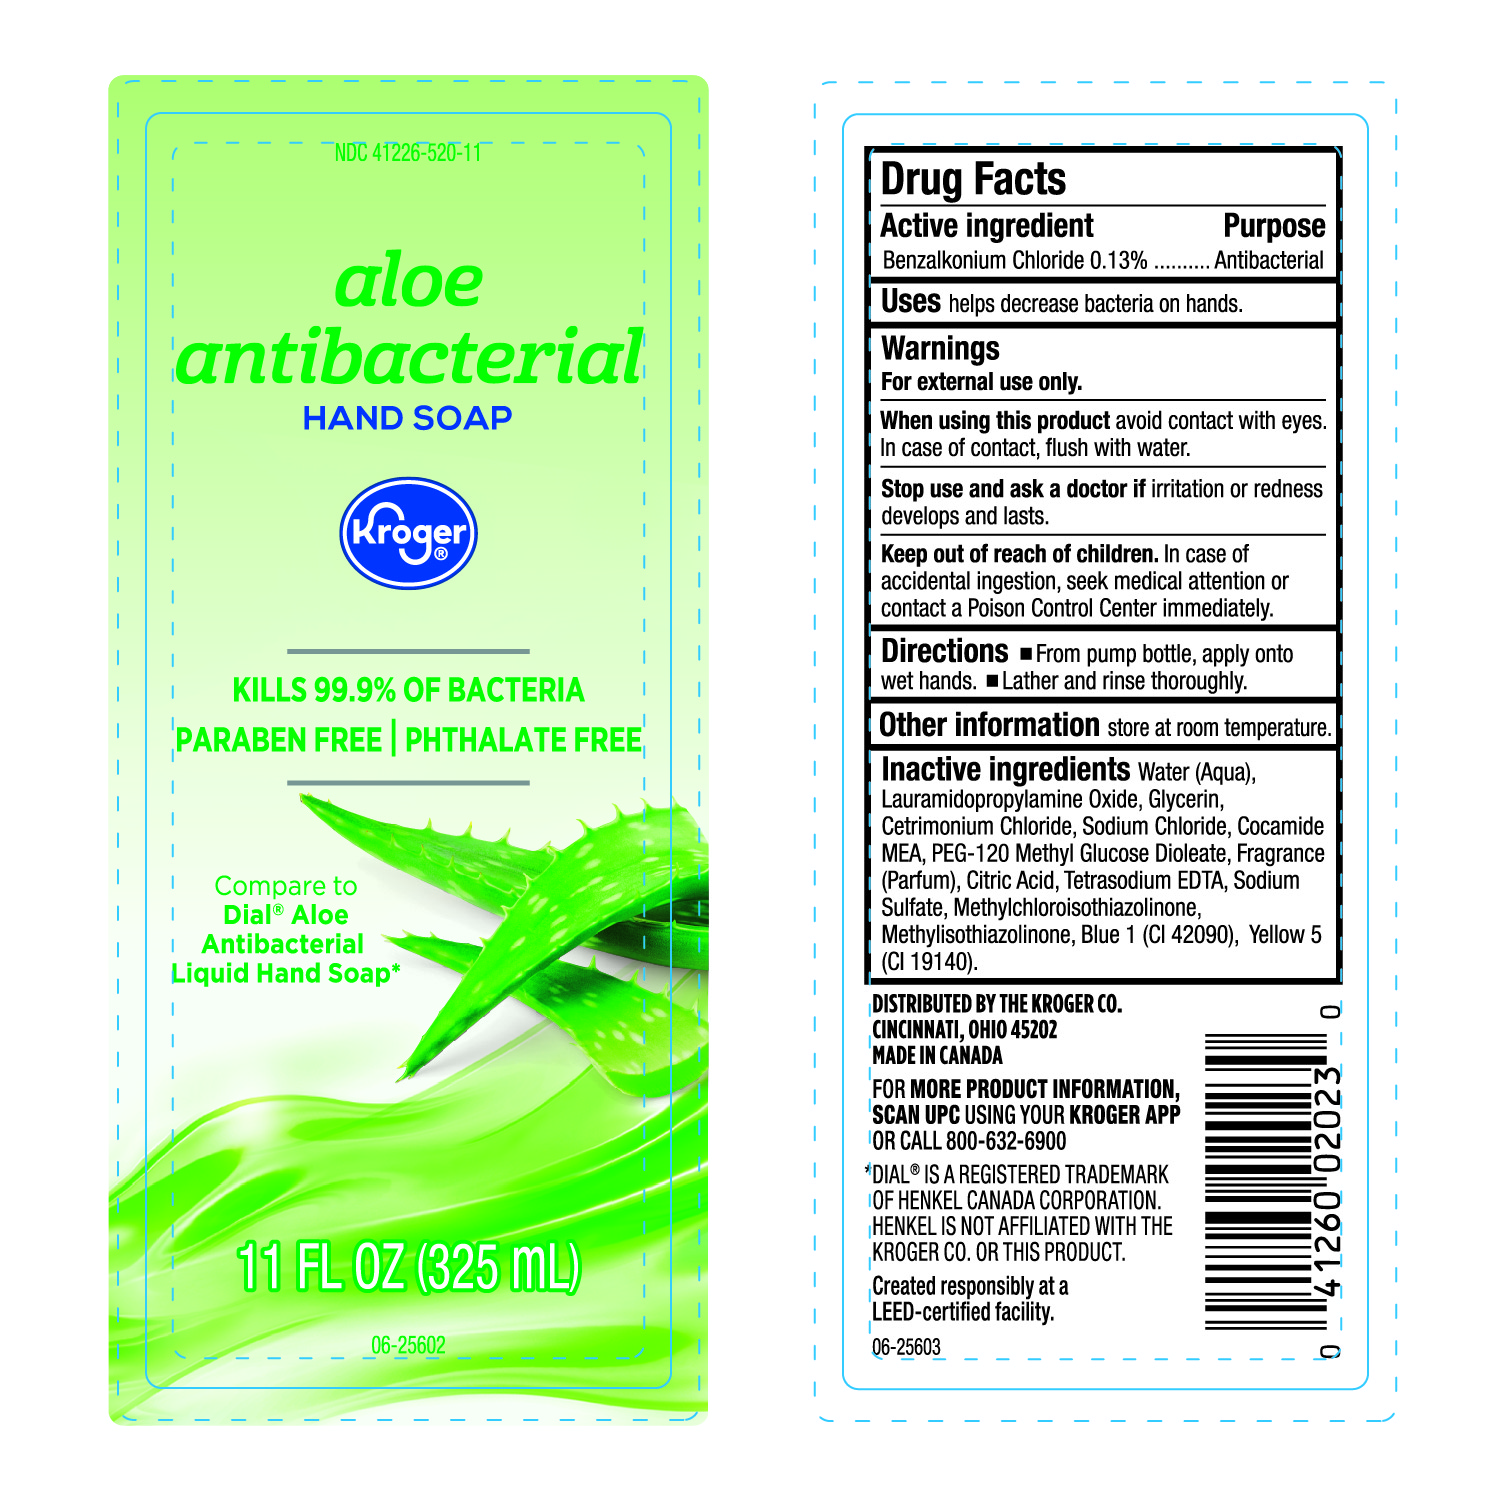 NDC 41226-520-11
aloe
antibacterial
HAND SOAP
Kroger®
KILLS 99.9% OF BACTERIA
PARABEN FREE | PHTHALATE FREE
Compare to
Dial® Aloe
Antibacterial
Liquid Hand Soap*
11 FL OZ (325 mL)
06-25602
Drug Facts
Active ingredient Purpose
Benzalkonium Chloride 0.13% .......... Antibacterial
Uses helps decrease bacteria on hands.
Warnings
For external use only.
When using this product avoid contact with eyes.
In case of contact, flush with water.
Stop use and ask a doctor if irritation or redness
develops and lasts.
Keep out of reach of children. In case of
accidental ingestion, seek medical attention or
contact a Poison Control Center immediately.
Directions ■ From pump bottle, apply onto
wet hands. ■ Lather and rinse thoroughly.
Other information store at room temperature.
Inactive ingredients Water (Aqua),
Lauramidopropylamine Oxide, Glycerin,
Cetrimonium Chloride, Sodium Chloride, Cocamide
MEA, PEG-120 Methyl Glucose Dioleate, Fragrance
(Parfum), Citric Acid, Tetrasodium EDTA, Sodium
Sulfate, Methylchloroisothiazolinone,
Methylisothiazolinone, Blue 1 (CI 42090), Yellow 5
(CI 19140).
DISTRIBUTED BY THE KROGER CO.
CINCINNATI, OHIO 45202
MADE IN CANADA
FOR MORE PRODUCT INFORMATION,
SCAN UPC USING YOUR KROGER APP
OR CALL 800-632-6900
*DIAL® IS A REGISTERED TRADEMARK
OF HENKEL CANADA CORPORATION.
HENKEL IS NOT AFFILIATED WITH THE
KROGER CO. OR THIS PRODUCT.
Created responsibly at a
LEED-certified facility.
06-25603
0 41260 02023 0